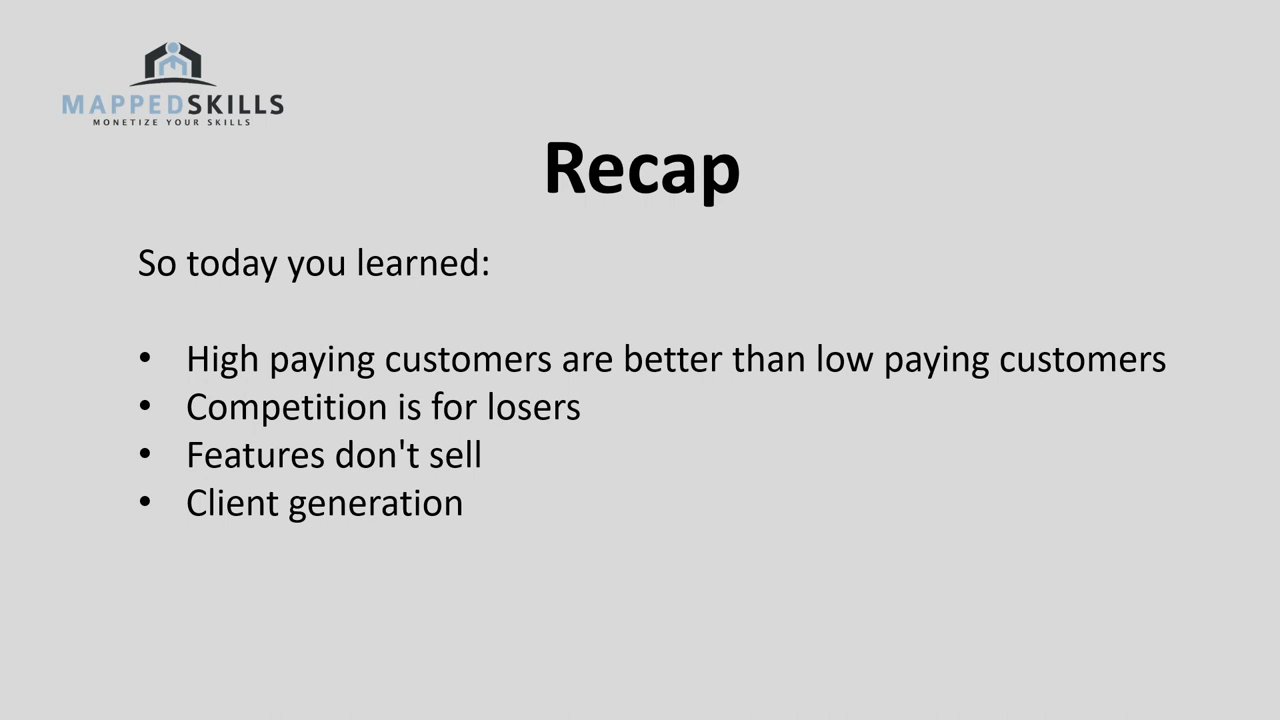 MAPPEDSKILLS
MONETIZE YOUR SKILLS
Recap
So today you learned:
• High paying customers are better than low paying customers
• Competition is for losers
• Features don't sell
• Client generation